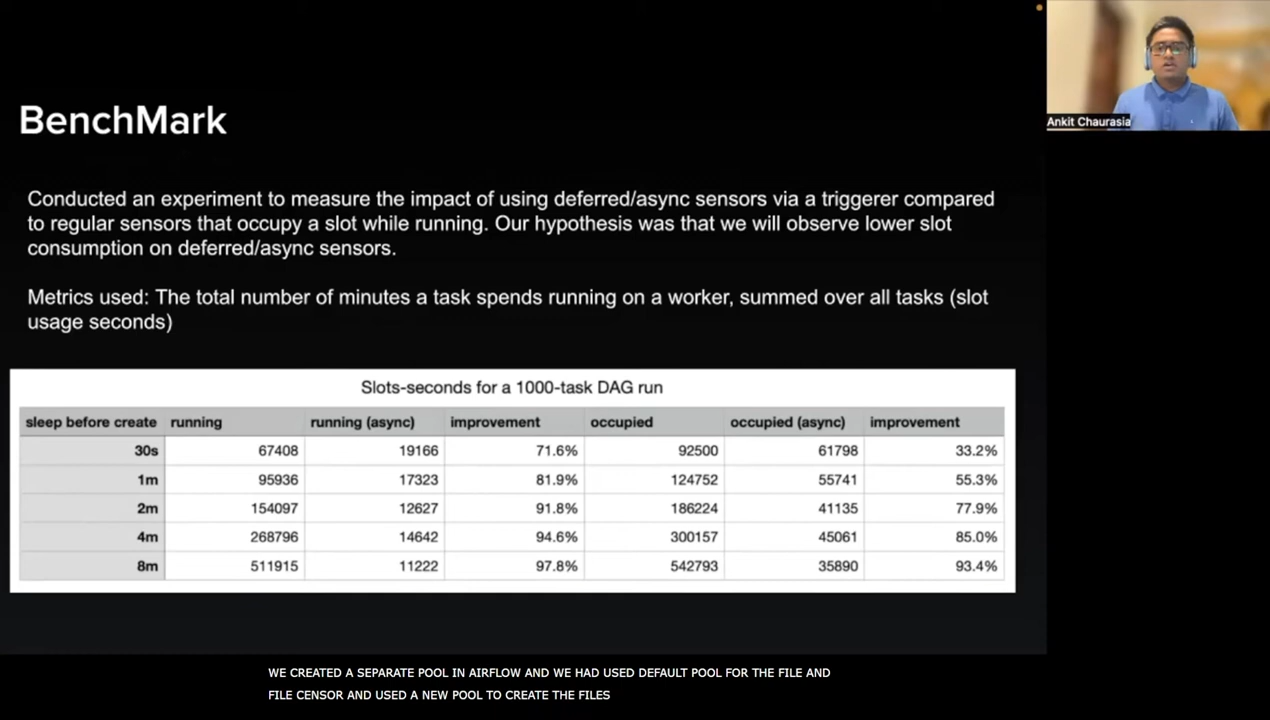 BenchMark
Ankit Chaurasia
Conducted an experiment to measure the impact of using deferred/async sensors via a triggerer compared
to regular sensors that occupy a slot while running. Our hypothesis was that we will observe lower slot
consumption on deferred/async sensors.
Metrics used: The total number of minutes a task spends running on a worker, summed over all tasks (slot
usage seconds)
Slots-seconds for a 1000-task DAG run
sleep before create running running (async) improvement occupied occupied (async) improvement
30s 67408 19166 71.6% 92500 61798 33.2%
1m 95936 17323 81.9% 124752 55741 55.3%
2m 154097 12627 91.8% 186224 41135 77.9%
4m 268796 14642 94.6% 300157 45061 85.0%
8m 511915 11222 97.8% 542793 35890 93.4%
WE CREATED A SEPARATE POOL IN AIRFLOW AND WE HAD USED DEFAULT POOL FOR THE FILE AND
FILE CENSOR AND USED A NEW POOL TO CREATE THE FILES